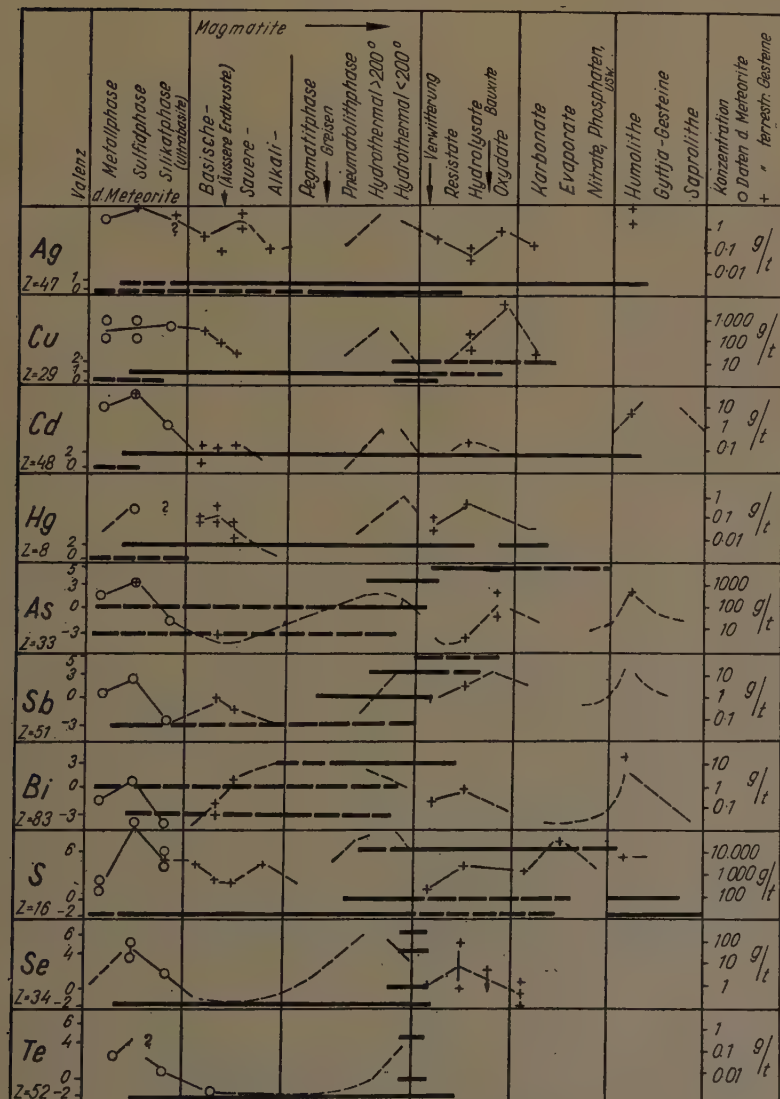 Magmatite
Valenz
Metallphase
Sulfidphase
Silikatphase
(Ultrabasite)
d. Meteorite
Basische-
(Äussere Erdkruste)
Sauere-
Alkali-
Pegmatitphase
Greisen
Pneumatolithphase
Hydrothermal >200°
Hydrothermal <200°
Verwitterung
Resistate
Hydrolysate
Bauxite
Oxydate
Karbonate
Evaporate
Nitrate, Phosphaten,
usw.
Humolithe
Gyttja-Gesteine
Saprolithe
Konzentration
O Daten d. Meteorite
+ " terrestr. Gesteine
Ag
Z=47 1 0
?
1 0·1 0·01 g/t
Cu
Z=29 2 1 0
1000 100 10 g/t
Cd
Z=48 2 0
10 1 0·1 g/t
Hg
Z=8 2 0
?
1 0·1 0·01 g/t
As
Z=33 5 3 0 -3
1000 100 10 g/t
Sb
Z=51 5 3 0 -3
10 1 0·1 g/t
Bi
Z=83 3 0 -3
10 1 0·1 g/t
S
Z=16 6 0 -2
10.000 1000 100 g/t
Se
Z=34 6 4 0 -2
100 10 1 g/t
Te
Z=52 6 4 0 -2
?
1 0.1 0.01 g/t